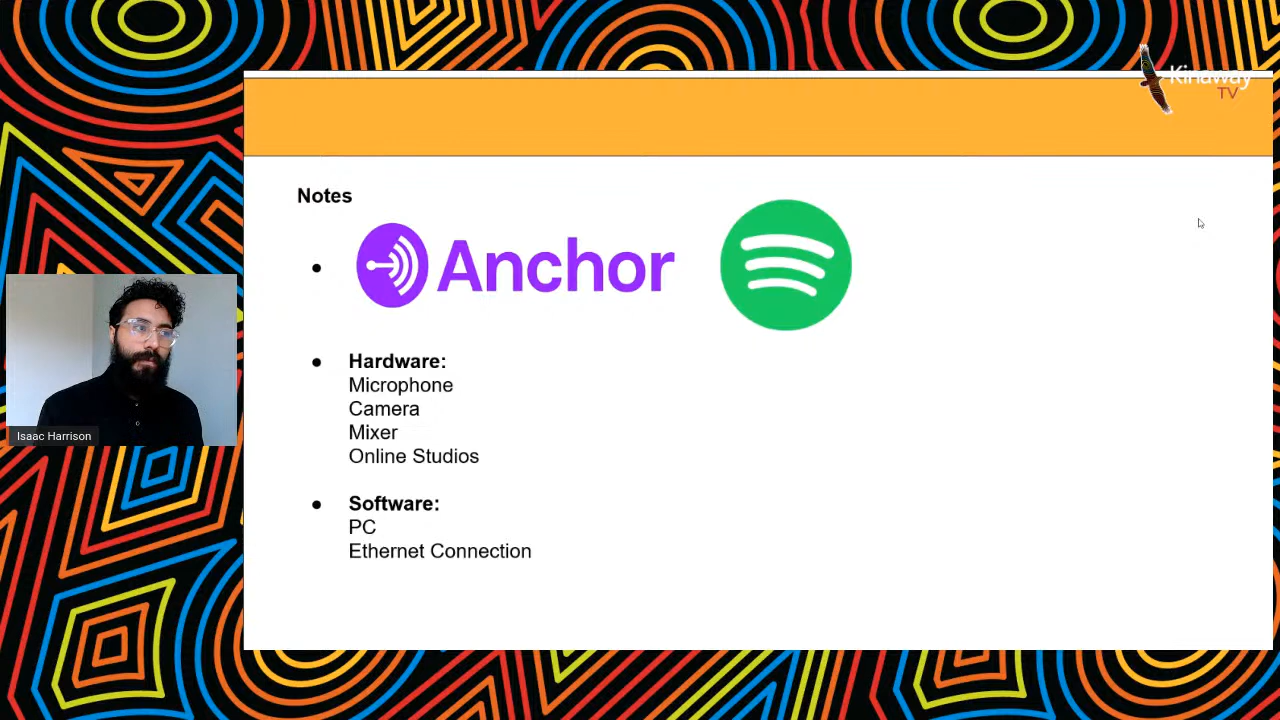 Kinaway
TV
Notes
Anchor
Hardware:
Microphone
Camera
Mixer
Online Studios
Software:
PC
Ethernet Connection
Isaac Harrison